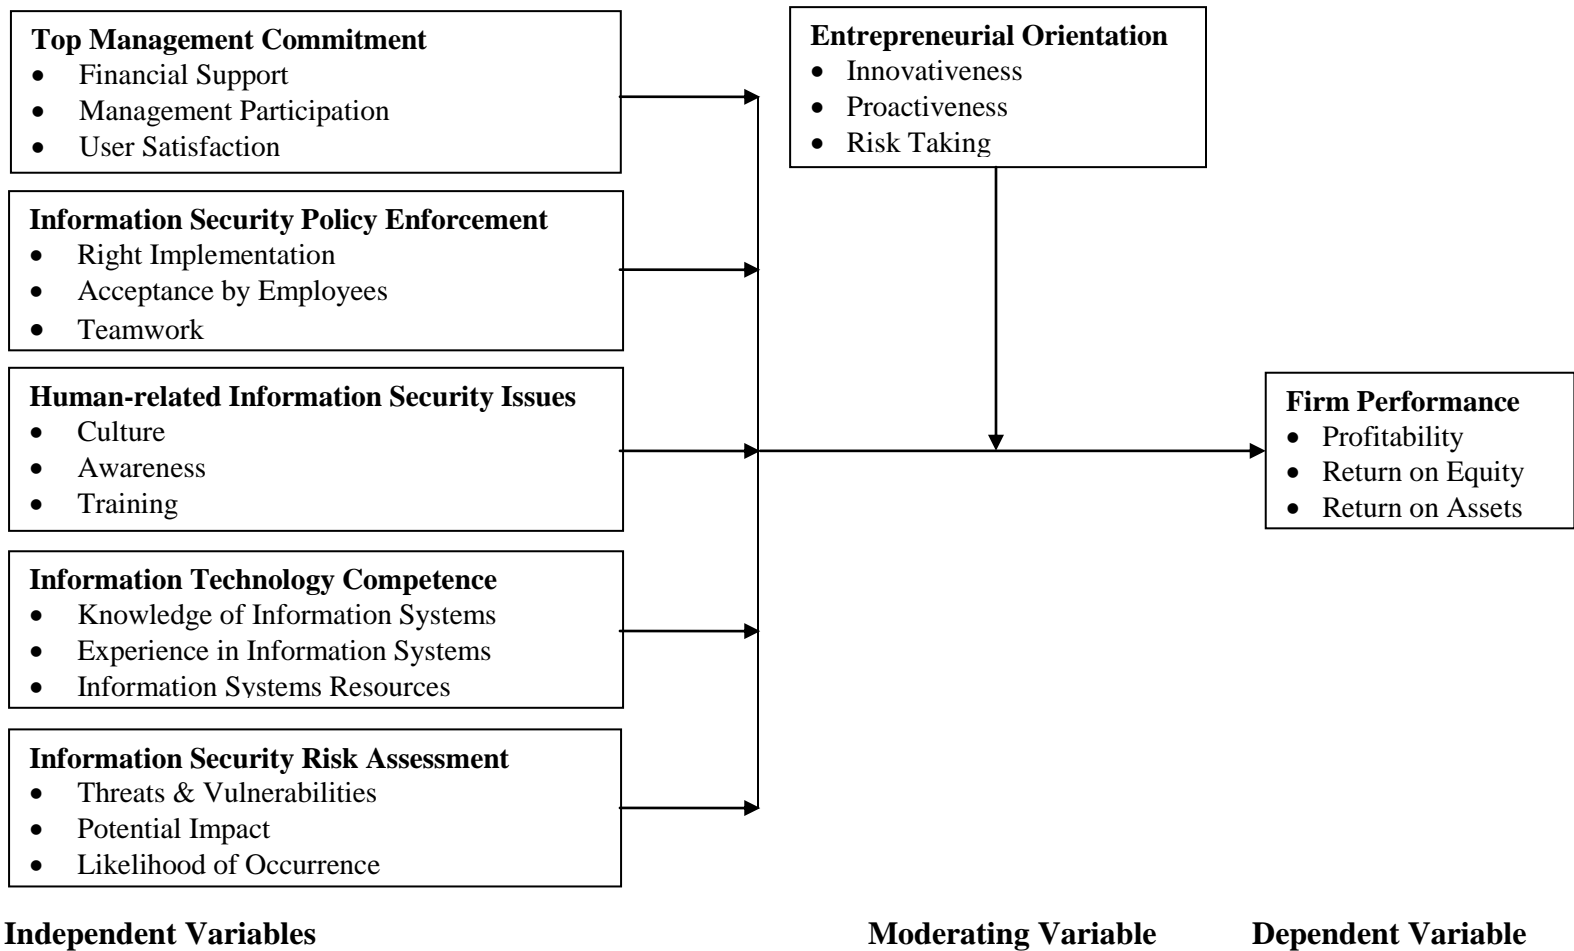 Top Management Commitment
• Financial Support
• Management Participation
• User Satisfaction
Entrepreneurial Orientation
• Innovativeness
• Proactiveness
• Risk Taking
Information Security Policy Enforcement
• Right Implementation
• Acceptance by Employees
• Teamwork
Human-related Information Security Issues
• Culture
• Awareness
• Training
Firm Performance
• Profitability
• Return on Equity
• Return on Assets
Information Technology Competence
• Knowledge of Information Systems
• Experience in Information Systems
• Information Systems Resources
Information Security Risk Assessment
• Threats & Vulnerabilities
• Potential Impact
• Likelihood of Occurrence
Independent Variables
Moderating Variable
Dependent Variable